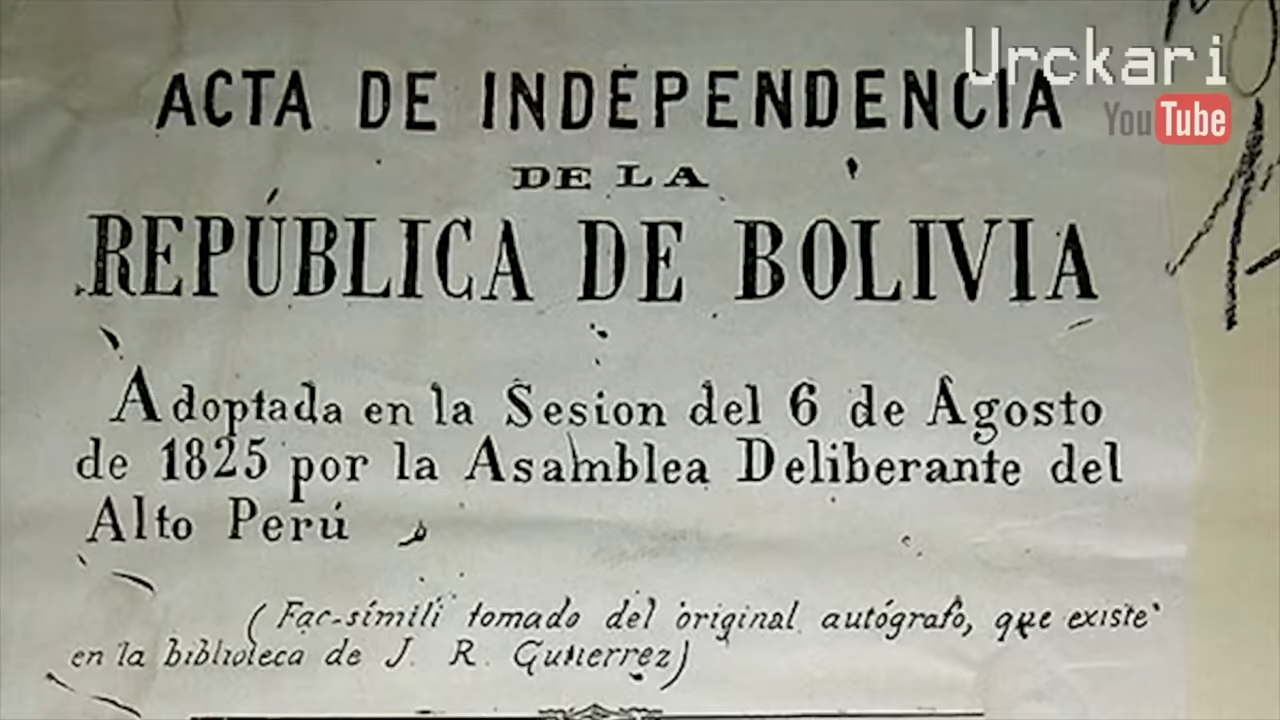 Urckari
YouTube
ACTA DE INDEPENDENCIA
DE LA
REPÚBLICA DE BOLIVIA
Adoptada en la Sesion del 6 de Agosto
de 1825 por la Asamblea Deliberante del
Alto Perú
(Fac-símili tomado del original autógrafo, que existe
en la biblioteca de J. R. Gutierrez)